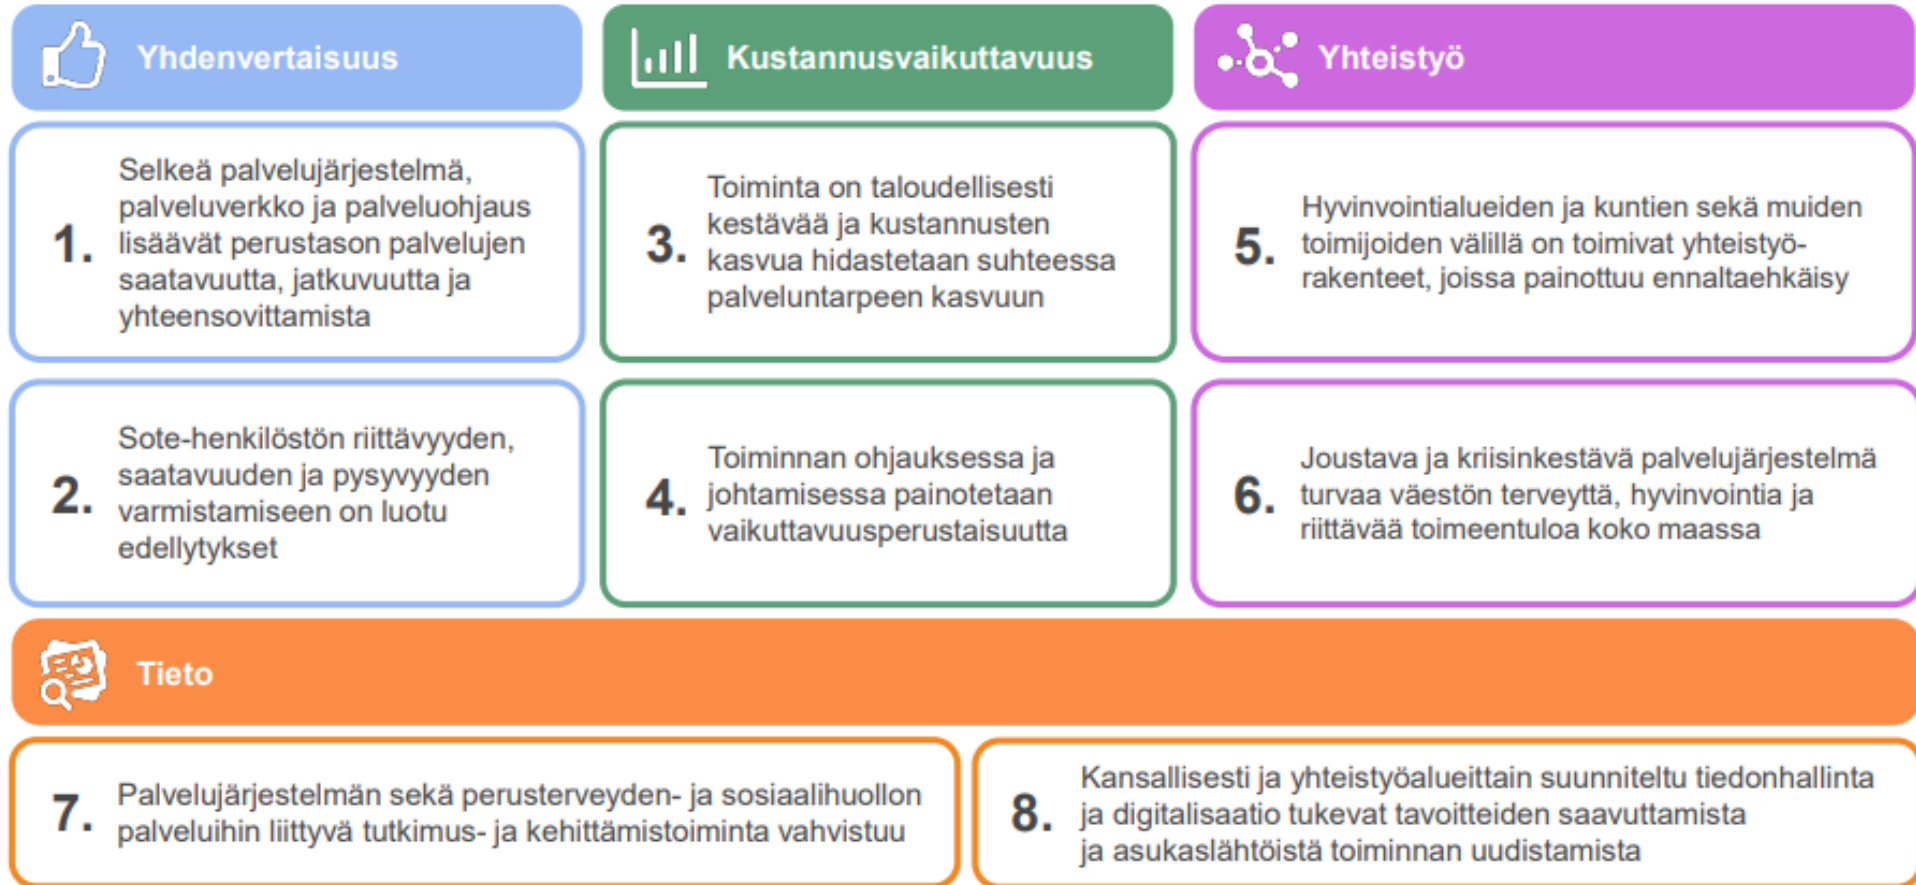 Yhdenvertaisuus
Kustannusvaikuttavuus
Yhteistyö
1.
Selkeä palvelujärjestelmä,
palveluverkko ja palveluohjaus
lisäävät perustason palvelujen
saatavuutta, jatkuvuutta ja
yhteensovittamista
3.
Toiminta on taloudellisesti
kestävää ja kustannusten
kasvua hidastetaan suhteessa
palveluntarpeen kasvuun
5.
Hyvinvointialueiden ja kuntien sekä muiden
toimijoiden välillä on toimivat yhteistyö-
rakenteet, joissa painottuu ennaltaehkäisy
2.
Sote-henkilöstön riittävyyden,
saatavuuden ja pysyvyyden
varmistamiseen on luotu
edellytykset
4.
Toiminnan ohjauksessa ja
johtamisessa painotetaan
vaikuttavuusperustaisuutta
6.
Joustava ja kriisinkestävä palvelujärjestelmä
turvaa väestön terveyttä, hyvinvointia ja
riittävää toimeentuloa koko maassa
Tieto
7.
Palvelujärjestelmän sekä perusterveyden- ja sosiaalihuollon
palveluihin liittyvä tutkimus- ja kehittämistoiminta vahvistuu
8.
Kansallisesti ja yhteistyöalueittain suunniteltu tiedonhallinta
ja digitalisaatio tukevat tavoitteiden saavuttamista
ja asukaslähtöistä toiminnan uudistamista